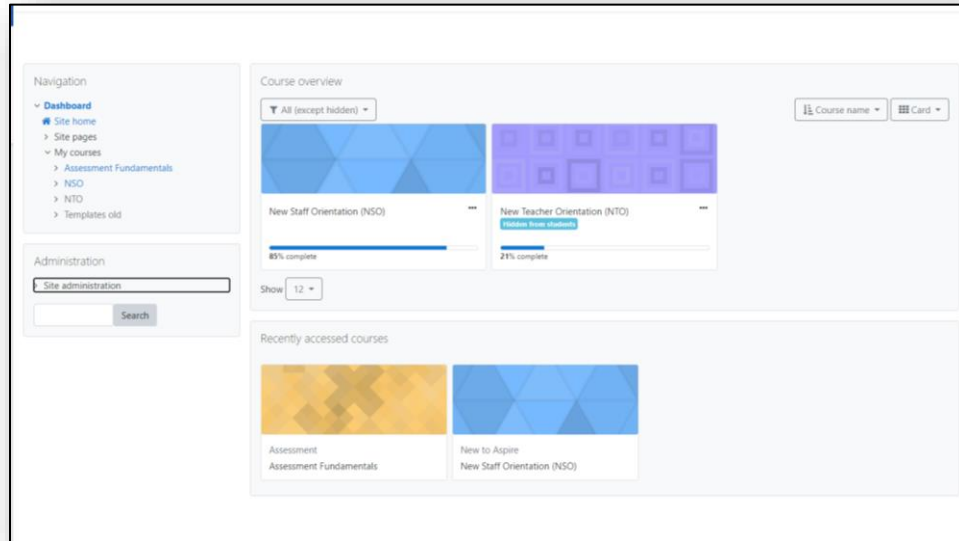 Navigation
Dashboard
Site home
Site pages
My courses
Assessment Fundamentals
NSO
NTO
Templates old
Administration
Site administration
Search
Course overview
All (except hidden)
Course name
Card
New Staff Orientation (NSO)
85% complete
New Teacher Orientation (NTO)
Hidden from students
21% complete
Show 12
Recently accessed courses
Assessment
Assessment Fundamentals
New to Aspire
New Staff Orientation (NSO)